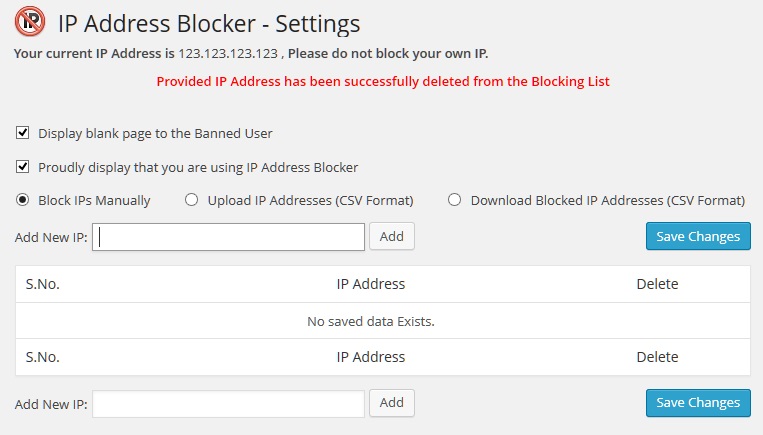 IP
IP Address Blocker - Settings
Your current IP Address is 123.123.123.123 , Please do not block your own IP.
Provided IP Address has been successfully deleted from the Blocking List
Display blank page to the Banned User
Proudly display that you are using IP Address Blocker
Block IPs Manually Upload IP Addresses (CSV Format) Download Blocked IP Addresses (CSV Format)
Add New IP: Add Save Changes
S.No. IP Address Delete
No saved data Exists.
S.No. IP Address Delete
Add New IP: Add Save Changes